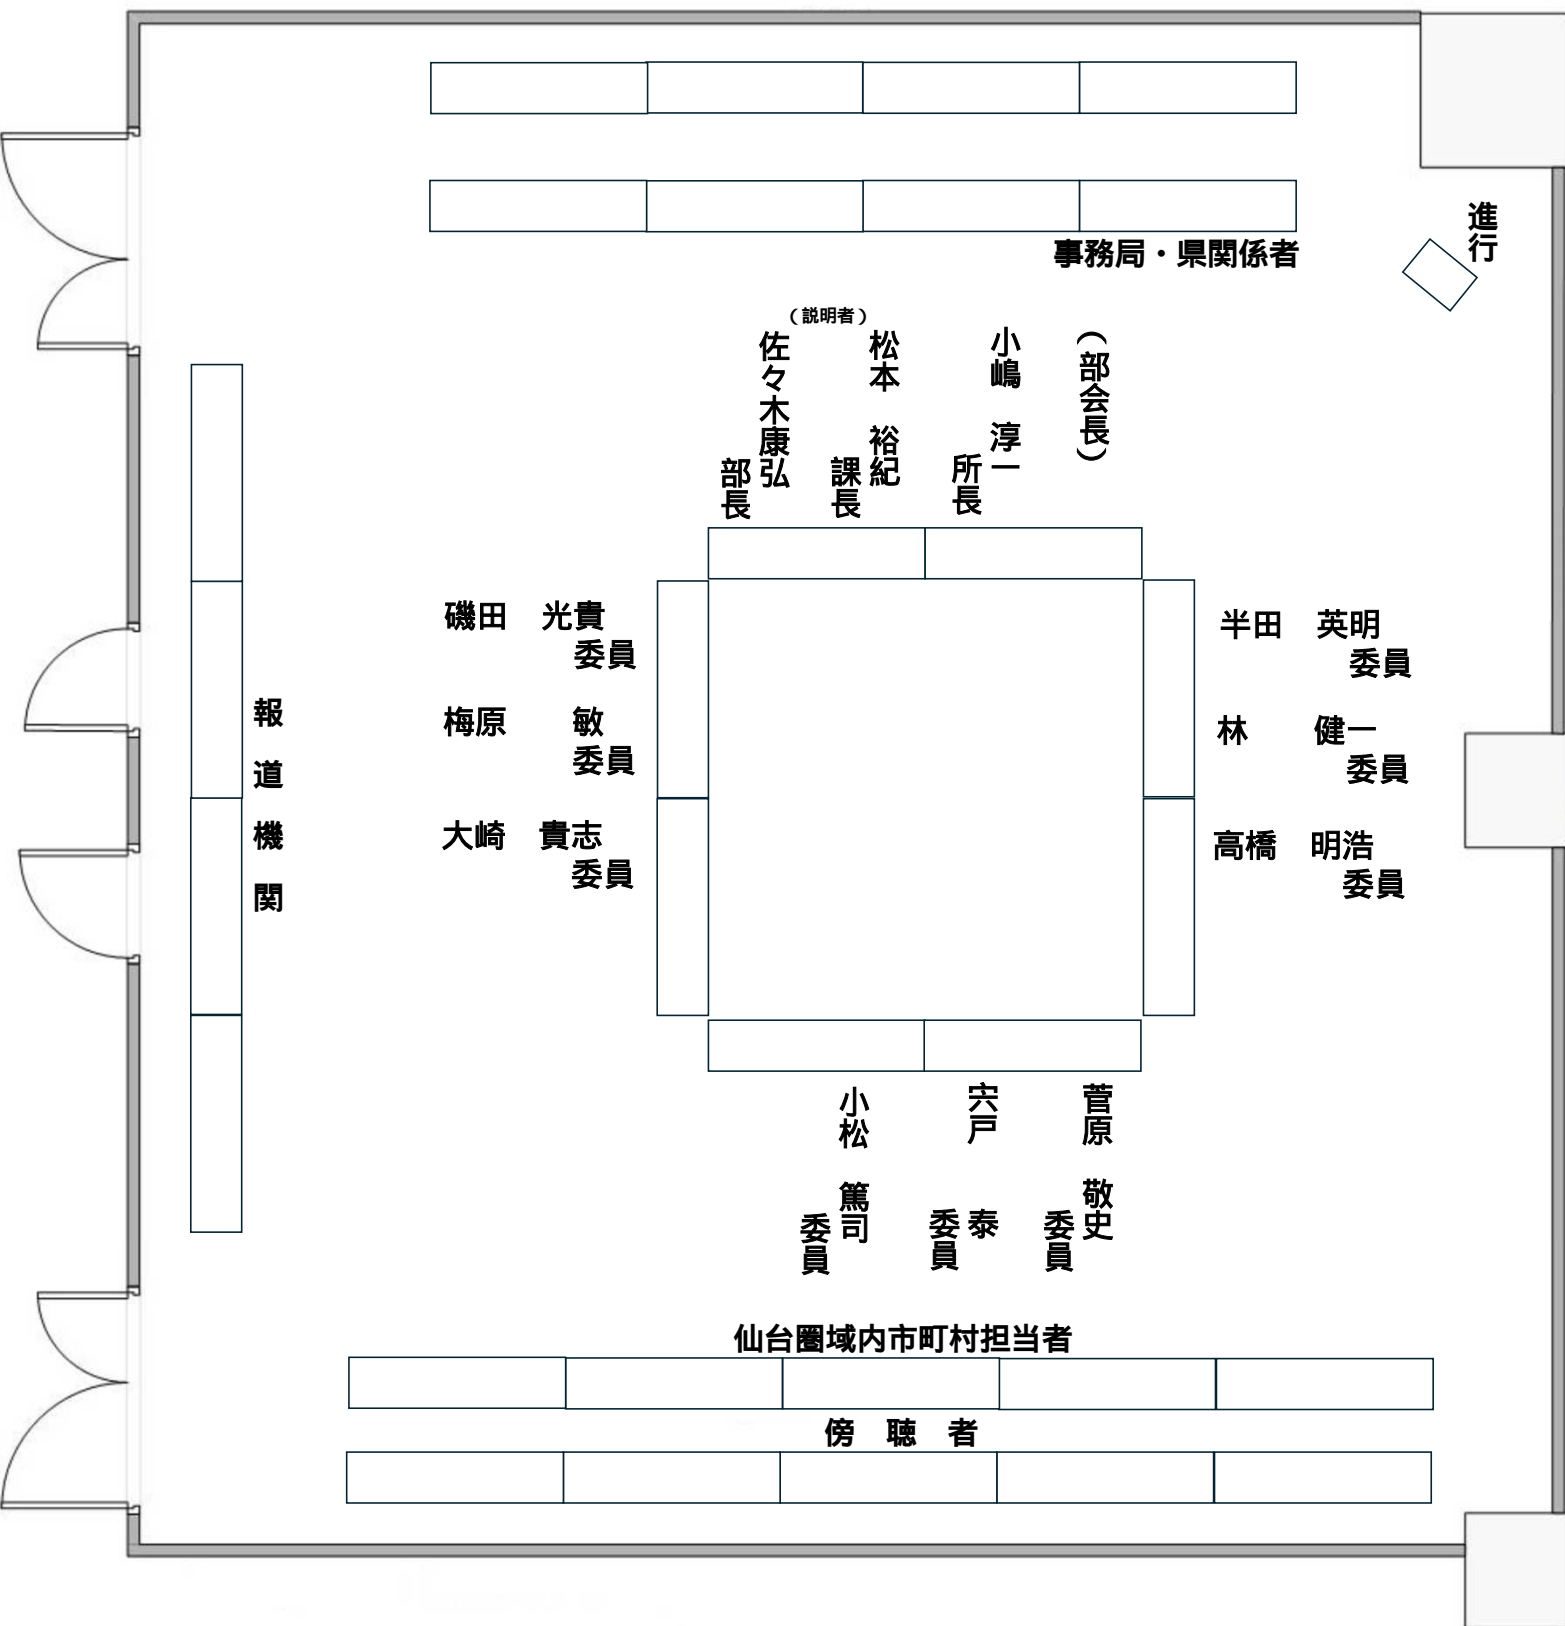 事務局・県関係者
進行
（説明者）
（部会長）
小嶋　淳一
所長
松本　裕紀
課長
佐々木康弘
部長
磯田　光貴
委員
梅原　　敏
委員
大崎　貴志
委員
半田　英明
委員
林　　健一
委員
高橋　明浩
委員
報道機関
菅原　敬史
委員
宍戸　　泰
委員
小松　篤司
委員
仙台圏域内市町村担当者
傍　聴　者